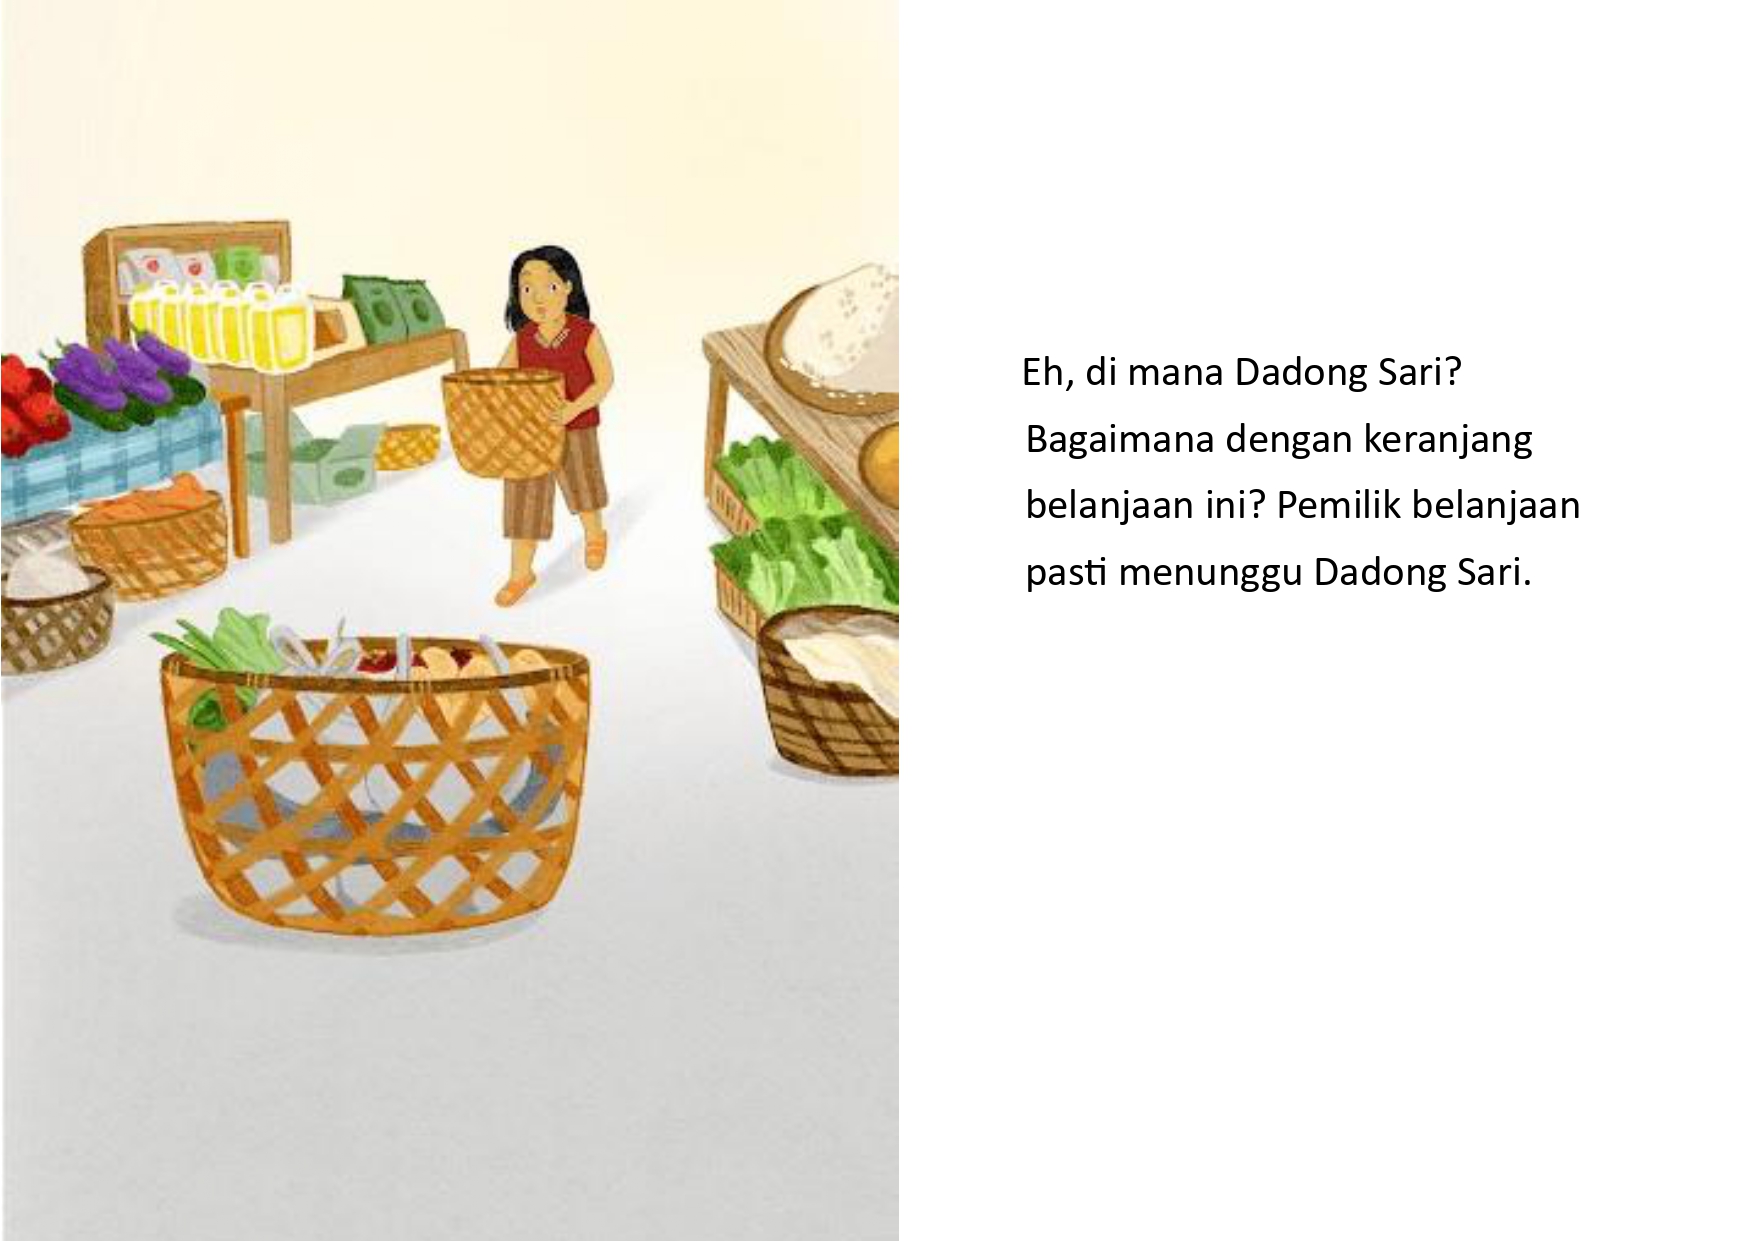 Eh, di mana Dadong Sari?
Bagaimana dengan keranjang
belanjaan ini? Pemilik belanjaan
pasti menunggu Dadong Sari.